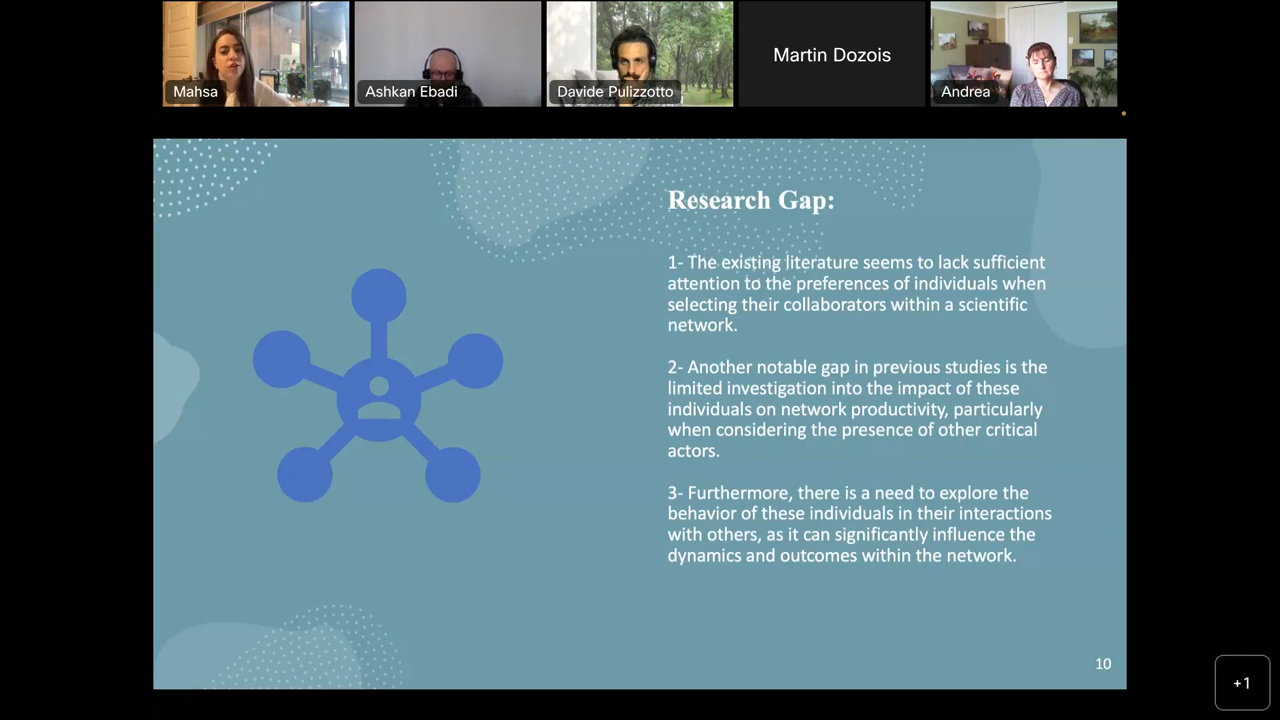 Mahsa
Ashkan Ebadi
Davide Pulizzotto
Martin Dozois
Andrea
Research Gap:
1- The existing literature seems to lack sufficient
attention to the preferences of individuals when
selecting their collaborators within a scientific
network.
2- Another notable gap in previous studies is the
limited investigation into the impact of these
individuals on network productivity, particularly
when considering the presence of other critical
actors.
3- Furthermore, there is a need to explore the
behavior of these individuals in their interactions
with others, as it can significantly influence the
dynamics and outcomes within the network.
10
+1